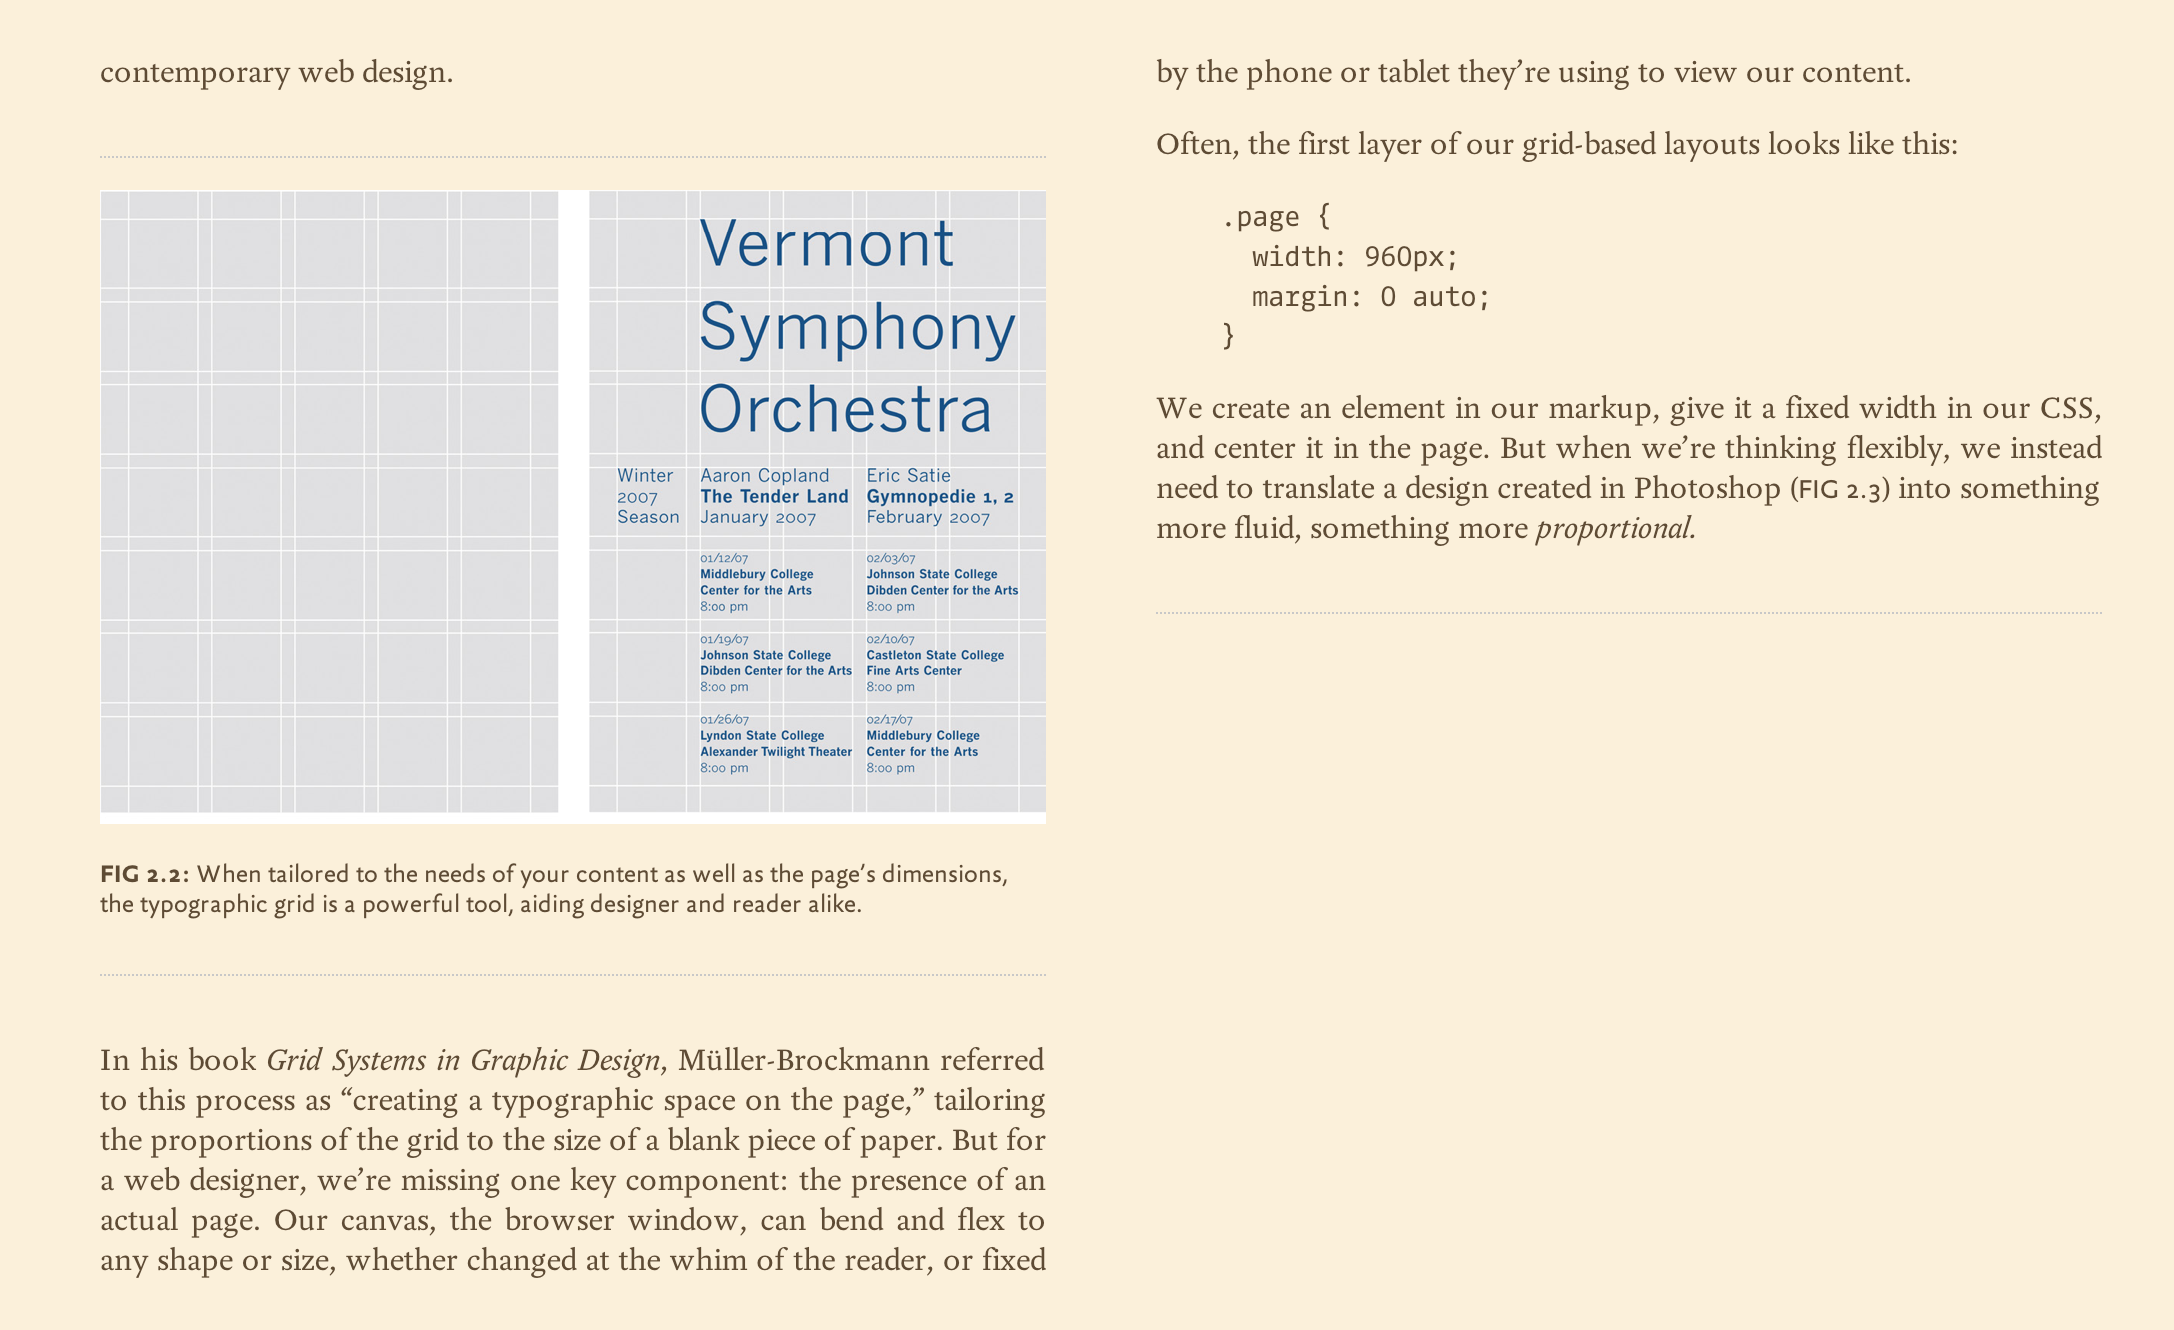 contemporary web design.
Vermont
Symphony
Orchestra
Winter
2007
Season
Aaron Copland
The Tender Land
January 2007
Eric Satie
Gymnopedie 1, 2
February 2007
01/12/07
Middlebury College
Center for the Arts
8:00 pm
02/03/07
Johnson State College
Dibden Center for the Arts
8:00 pm
01/19/07
Johnson State College
Dibden Center for the Arts
8:00 pm
02/10/07
Castleton State College
Fine Arts Center
8:00 pm
01/26/07
Lyndon State College
Alexander Twilight Theater
8:00 pm
02/17/07
Middlebury College
Center for the Arts
8:00 pm
FIG 2.2: When tailored to the needs of your content as well as the page’s dimensions,
the typographic grid is a powerful tool, aiding designer and reader alike.
In his book Grid Systems in Graphic Design, Müller-Brockmann referred
to this process as “creating a typographic space on the page,” tailoring
the proportions of the grid to the size of a blank piece of paper. But for
a web designer, we’re missing one key component: the presence of an
actual page. Our canvas, the browser window, can bend and flex to
any shape or size, whether changed at the whim of the reader, or fixed
by the phone or tablet they’re using to view our content.
Often, the first layer of our grid-based layouts looks like this:
.page {
  width: 960px;
  margin: 0 auto;
}
We create an element in our markup, give it a fixed width in our CSS,
and center it in the page. But when we’re thinking flexibly, we instead
need to translate a design created in Photoshop (FIG 2.3) into something
more fluid, something more proportional.